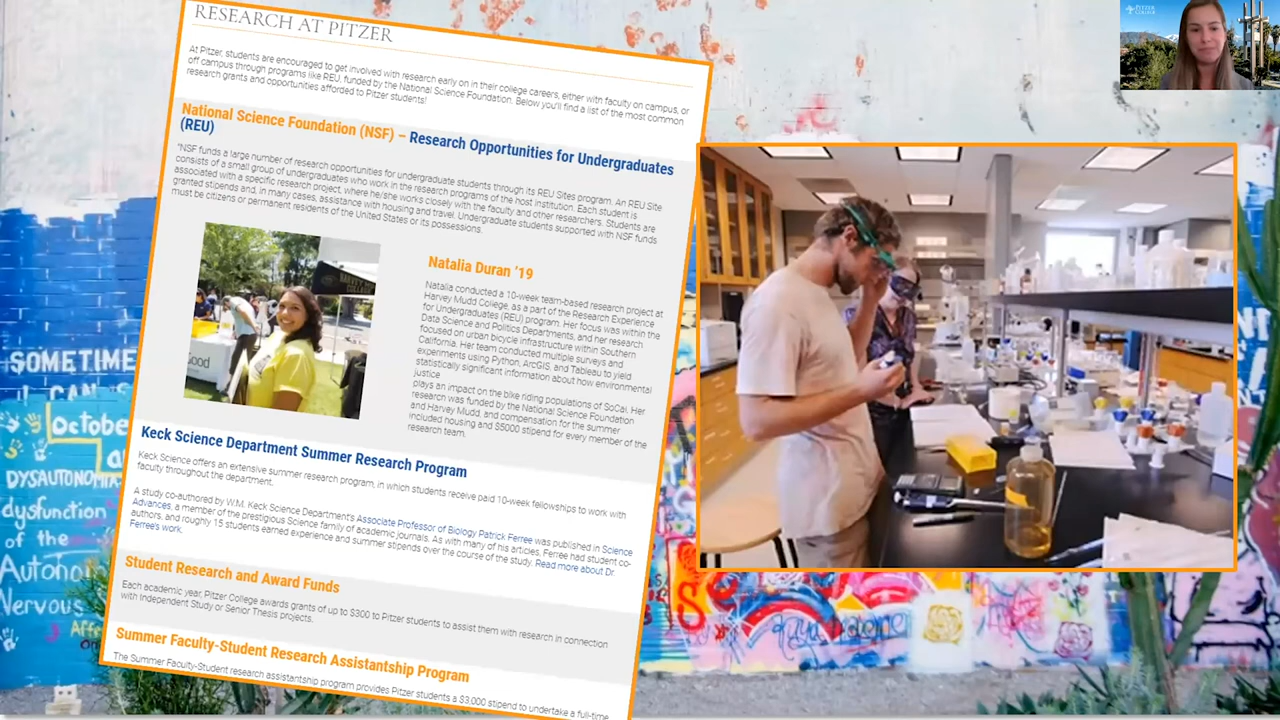 RESEARCH AT PITZER
At Pitzer, students are encouraged to get involved with research early on in their college careers, either with faculty on campus, or
off campus through programs like REU, funded by the National Science Foundation. Below you'll find a list of the most common
research grants and opportunities afforded to Pitzer students!
National Science Foundation (NSF) – Research Opportunities for Undergraduates
(REU)
"NSF funds a large number of research opportunities for undergraduate students through its REU Sites program. An REU Site
consists of a small group of undergraduates who work in the research programs of the host institution. Each student is
associated with a specific research project, where he/she works closely with the faculty and other researchers. Students are
granted stipends and, in many cases, assistance with housing and travel. Undergraduate students supported with NSF funds
must be citizens or permanent residents of the United States or its possessions.
Natalia Duran '19
Natalia conducted a 10-week team-based research project at
Harvey Mudd College, as a part of the Research Experience
for Undergraduates (REU) program. Her focus was within the
Data Science and Politics Departments, and her research
focused on urban bicycle infrastructure within Southern
California. Her team conducted multiple surveys and
experiments using Python, ArcGIS, and Tableau to yield
statistically significant information about how environmental
justice
plays an impact on the bike riding populations of SoCal. Her
research was funded by the National Science Foundation
and Harvey Mudd, and compensation for the summer
included housing and $5000 stipend for every member of the
research team.
Keck Science Department Summer Research Program
Keck Science offers an extensive summer research program, in which students receive paid 10-week fellowships to work with
faculty throughout the department.
A study co-authored by W.M. Keck Science Department's Associate Professor of Biology Patrick Ferree was published in Science
Advances, a member of the prestigious Science family of academic journals. As with many of his articles, Ferree had student co-
authors, and roughly 15 students earned experience and summer stipends over the course of the study. Read more about Dr.
Ferree's work.
Student Research and Award Funds
Each academic year, Pitzer College awards grants of up to $300 to Pitzer students to assist them with research in connection
with Independent Study or Senior Thesis projects.
Summer Faculty-Student Research Assistantship Program
The Summer Faculty-Student research assistantship program provides Pitzer students a $3,000 stipend to undertake a full-time
PITZER
COLLEGE
SOMETIME
I CAN'
october
DYSAUTONOMIA
dysfunction
of the
Autonom
Nervous